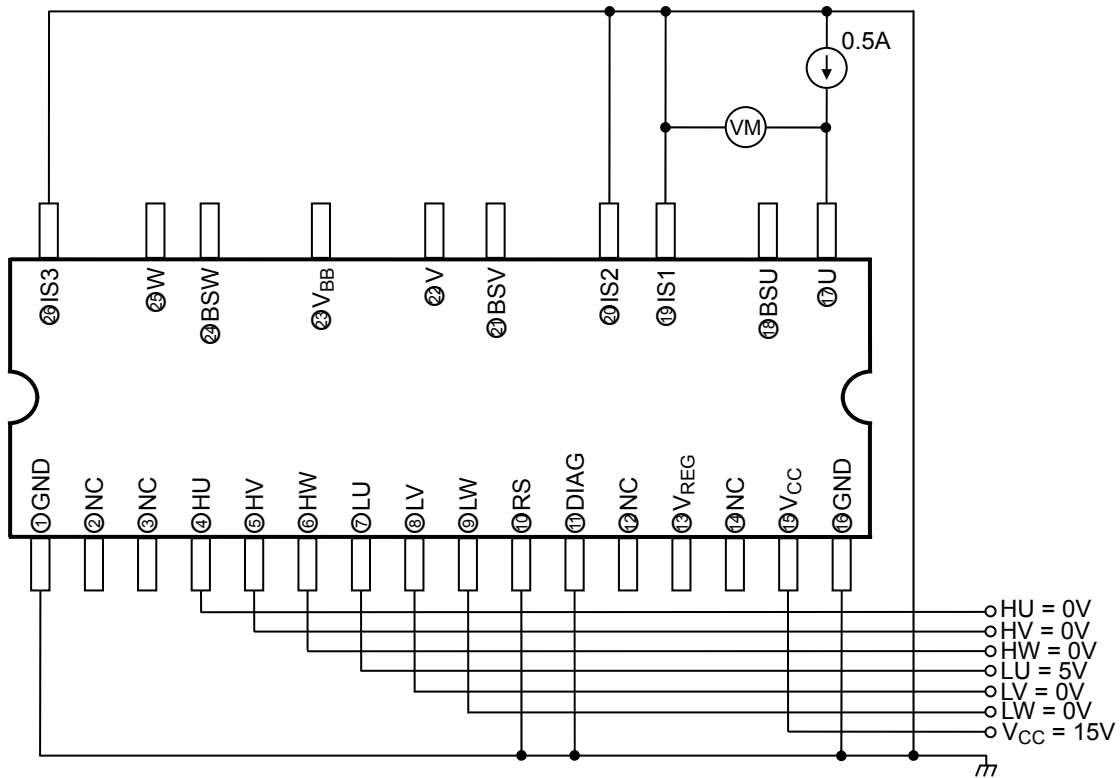 0.5A
VM
㉖IS3
㉕W
㉔BSW
㉓VBB
㉒V
㉑BSV
⑳IS2
⑲IS1
⑱BSU
⑰U
①GND
②NC
③NC
④HU
⑤HV
⑥HW
⑦LU
⑧LV
⑨LW
⑩RS
⑪DIAG
⑫NC
⑬VREG
⑭NC
⑮VCC
⑯GND
HU = 0V
HV = 0V
HW = 0V
LU = 5V
LV = 0V
LW = 0V
VCC = 15V